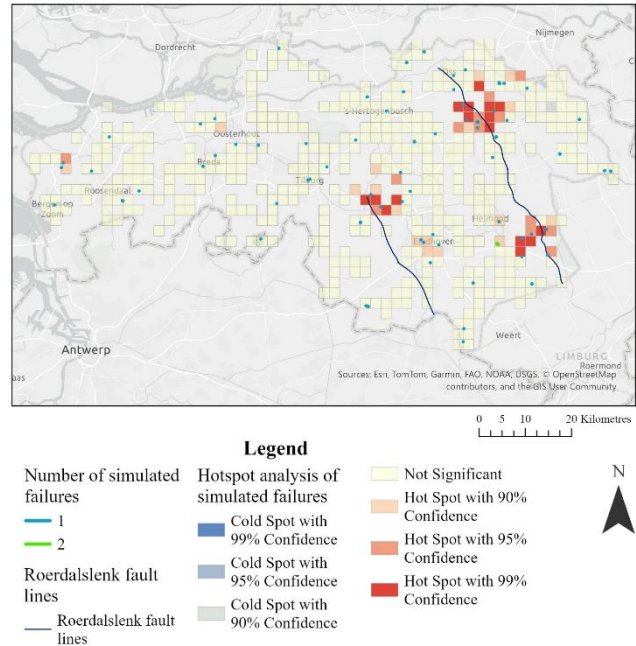 Nijmegen
Dordrecht
's-Hertogenbosch
Oosterhout
Breda
Tilburg
Roosendaal
Bergen op
Zoom
Helmond
Eindhoven
Weert
Antwerp
LIMBURG
Roermond
aas
Sources: Esri, TomTom, Garmin, FAO, NOAA, USGS, © OpenStreetMap
contributors, and the GIS User Community
0 5 10 20 Kilometres
Legend
Number of simulated
failures
1
2
Roerdalslenk fault
lines
Roerdalslenk fault
lines
Hotspot analysis of
simulated failures
Cold Spot with
99% Confidence
Cold Spot with
95% Confidence
Cold Spot with
90% Confidence
Not Significant
Hot Spot with 90%
Confidence
Hot Spot with 95%
Confidence
Hot Spot with 99%
Confidence
N